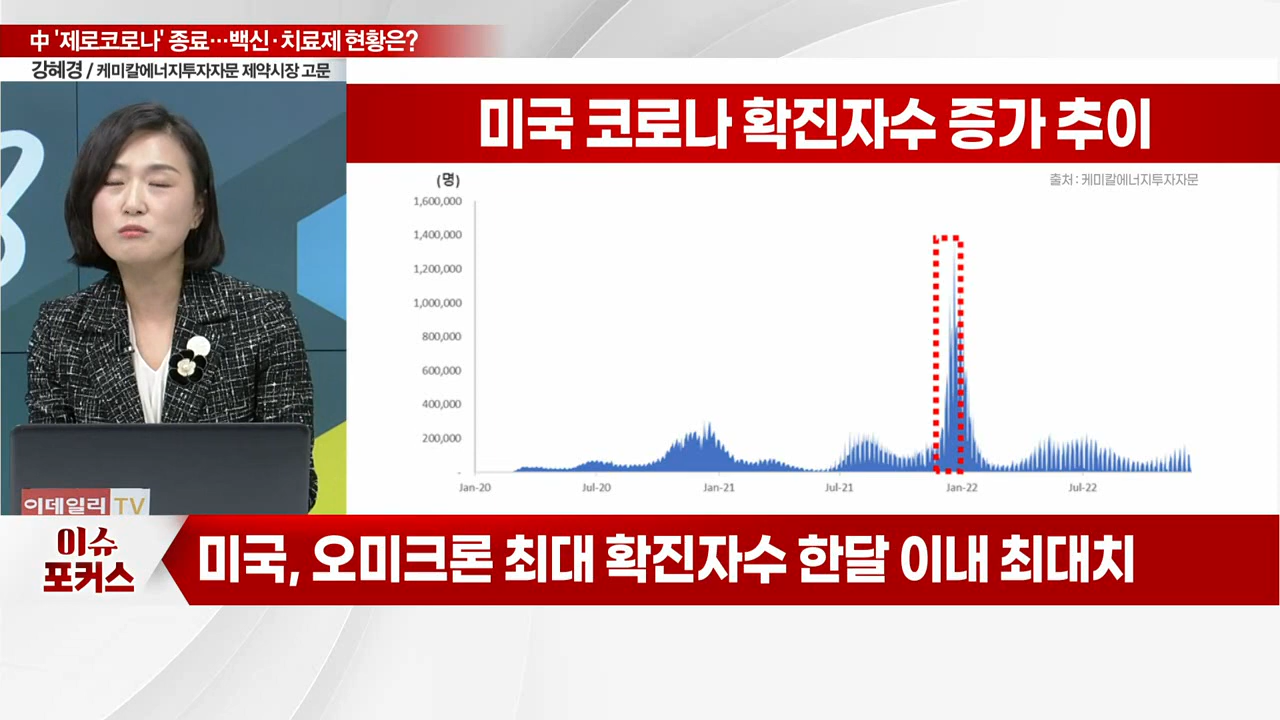 中 '제로코로나' 종료…백신·치료제 현황은?
강혜경 / 케미칼에너지투자자문 제약시장 고문
미국 코로나 확진자수 증가 추이
(명)
출처 : 케미칼에너지투자자문
1,600,000
1,400,000
1,200,000
1,000,000
800,000
600,000
400,000
200,000
-
Jan-20 Jul-20 Jan-21 Jul-21 Jan-22 Jul-22
이데일리 TV
이슈
포커스
미국, 오미크론 최대 확진자수 한달 이내 최대치